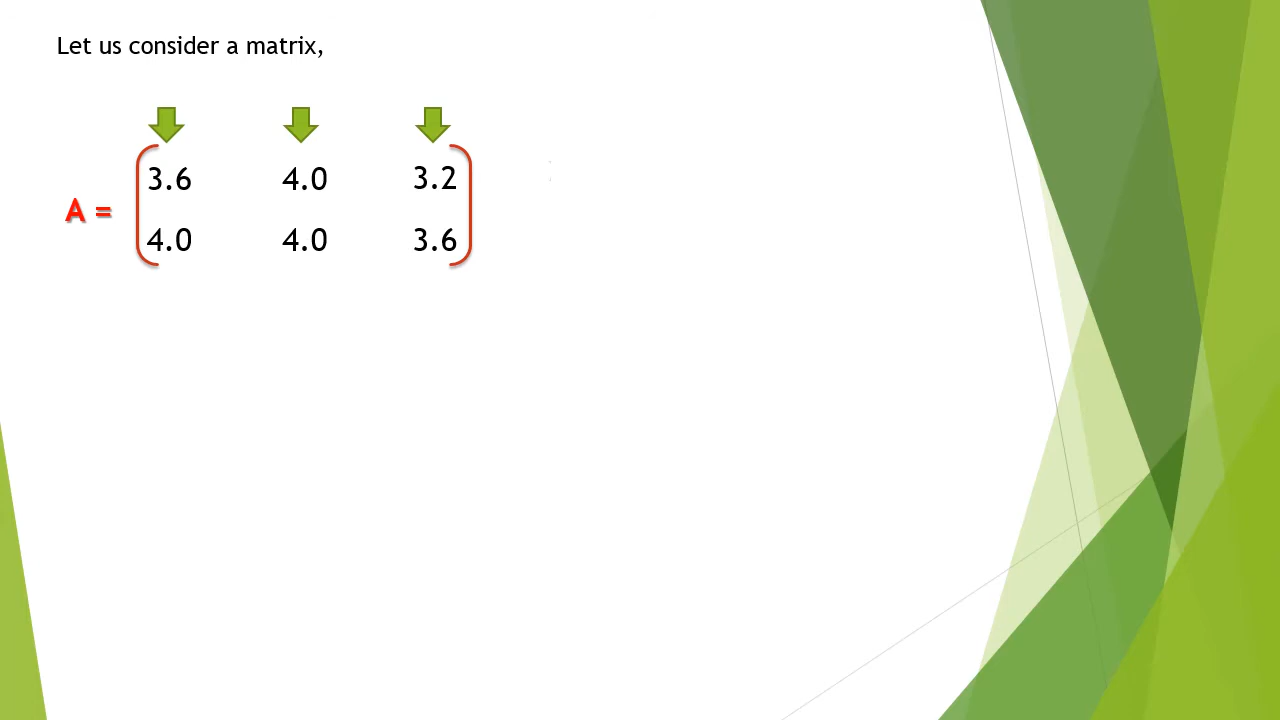 Let us consider a matrix,
3.6 4.0 3.2
A =
4.0 4.0 3.6